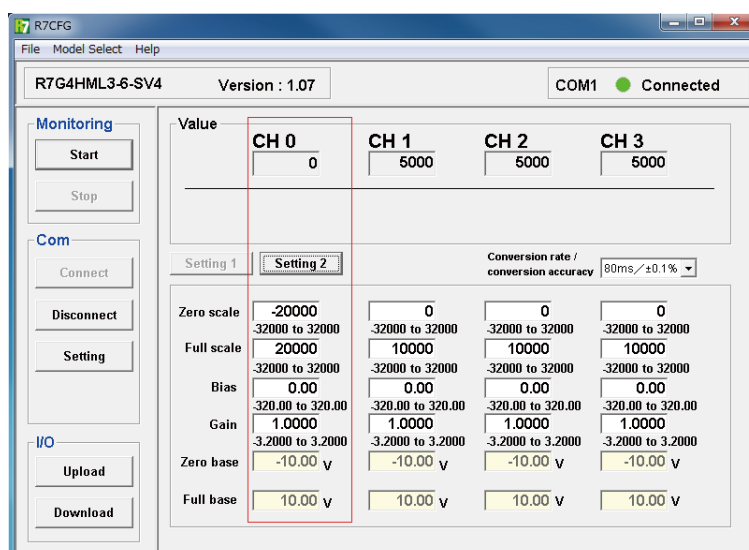 R7 R7CFG
File Model Select Help
R7G4HML3-6-SV4 Version : 1.07 COM1 Connected
Monitoring
Start
Stop
Com
Connect
Disconnect
Setting
I/O
Upload
Download
Value
CH 0 CH 1 CH 2 CH 3
0 5000 5000 5000
Setting 1 Setting 2 Conversion rate /
conversion accuracy 80ms／±0.1%
Zero scale -20000 0 0 0
-32000 to 32000 -32000 to 32000 -32000 to 32000 -32000 to 32000
Full scale 20000 10000 10000 10000
-32000 to 32000 -32000 to 32000 -32000 to 32000 -32000 to 32000
Bias 0.00 0.00 0.00 0.00
-320.00 to 320.00 -320.00 to 320.00 -320.00 to 320.00 -320.00 to 320.00
Gain 1.0000 1.0000 1.0000 1.0000
-3.2000 to 3.2000 -3.2000 to 3.2000 -3.2000 to 3.2000 -3.2000 to 3.2000
Zero base -10.00 V -10.00 V -10.00 V -10.00 V
Full base 10.00 V 10.00 V 10.00 V 10.00 V